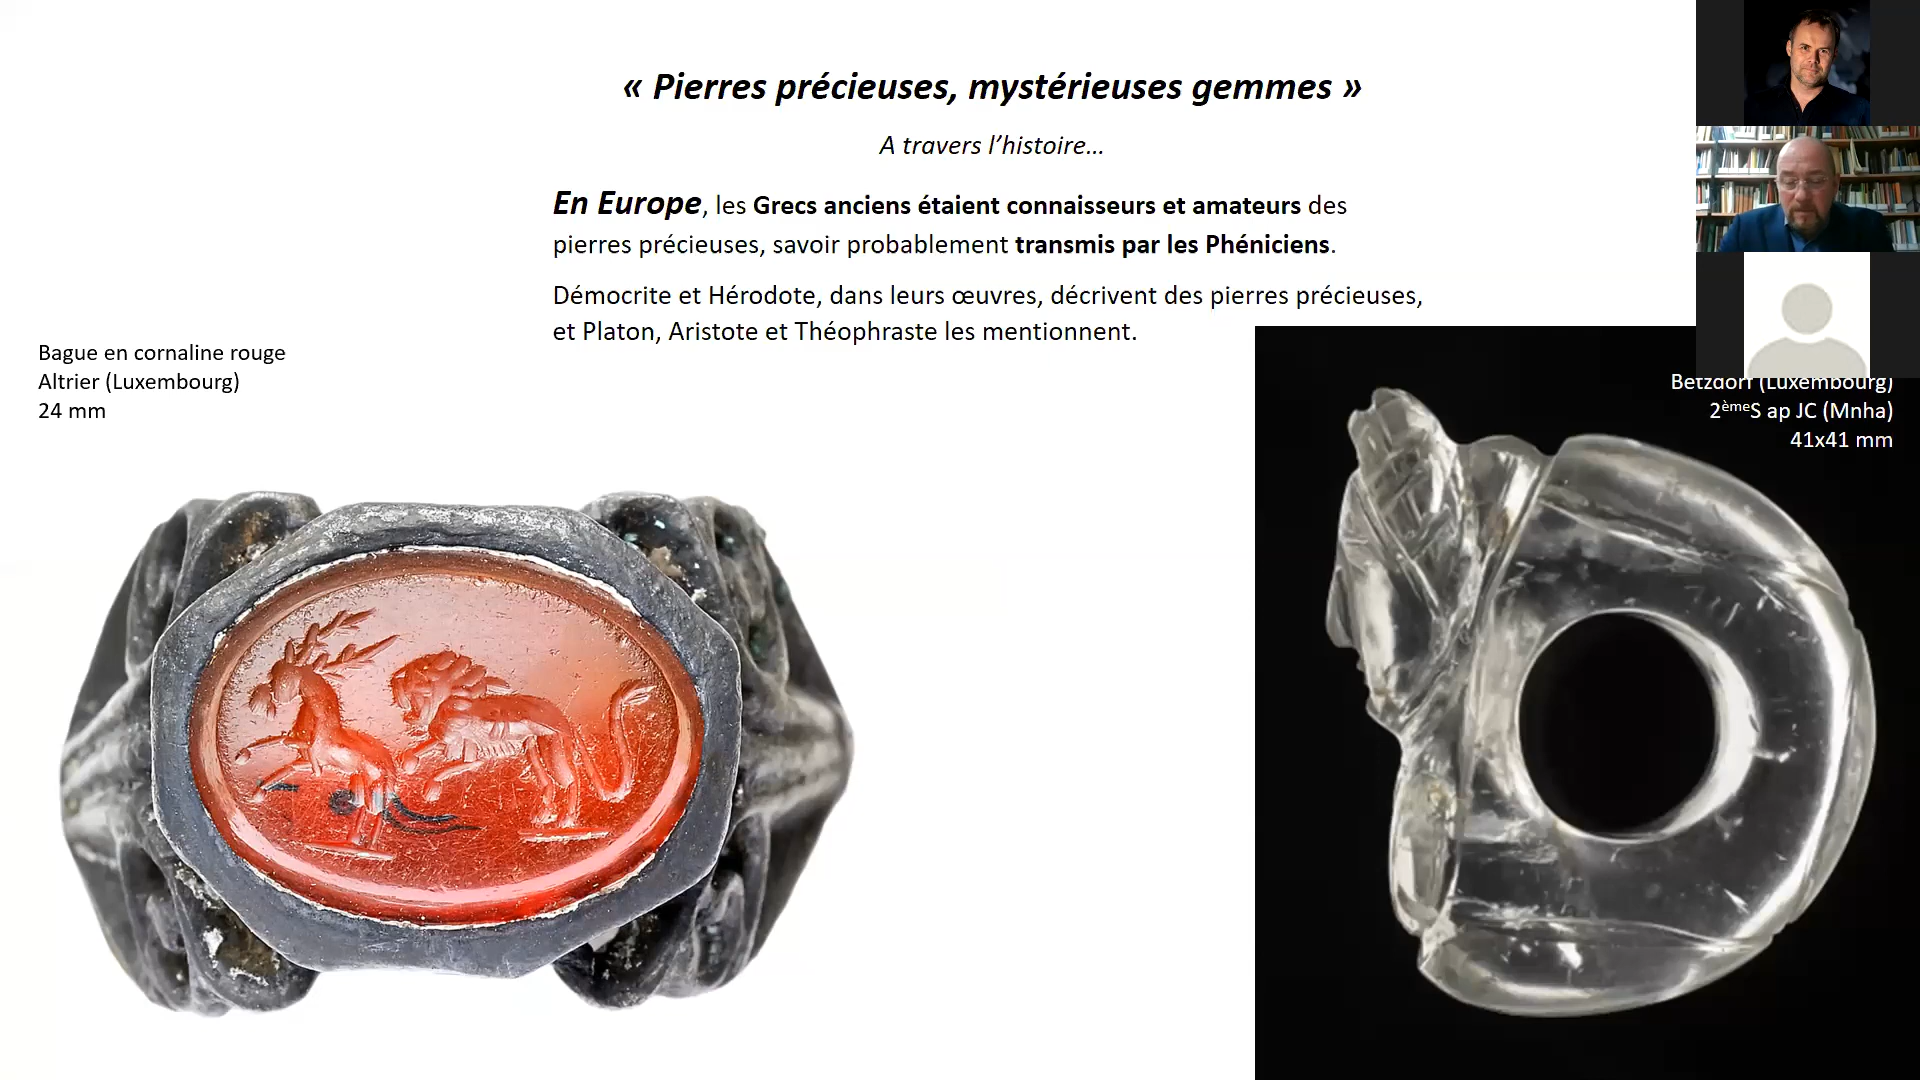 « Pierres précieuses, mystérieuses gemmes »
A travers l’histoire…
En Europe, les Grecs anciens étaient connaisseurs et amateurs des
pierres précieuses, savoir probablement transmis par les Phéniciens.
Démocrite et Hérodote, dans leurs œuvres, décrivent des pierres précieuses,
et Platon, Aristote et Théophraste les mentionnent.
Bague en cornaline rouge
Altrier (Luxembourg)
24 mm
Betzdorf (Luxembourg)
2èmeS ap JC (Mnha)
41x41 mm